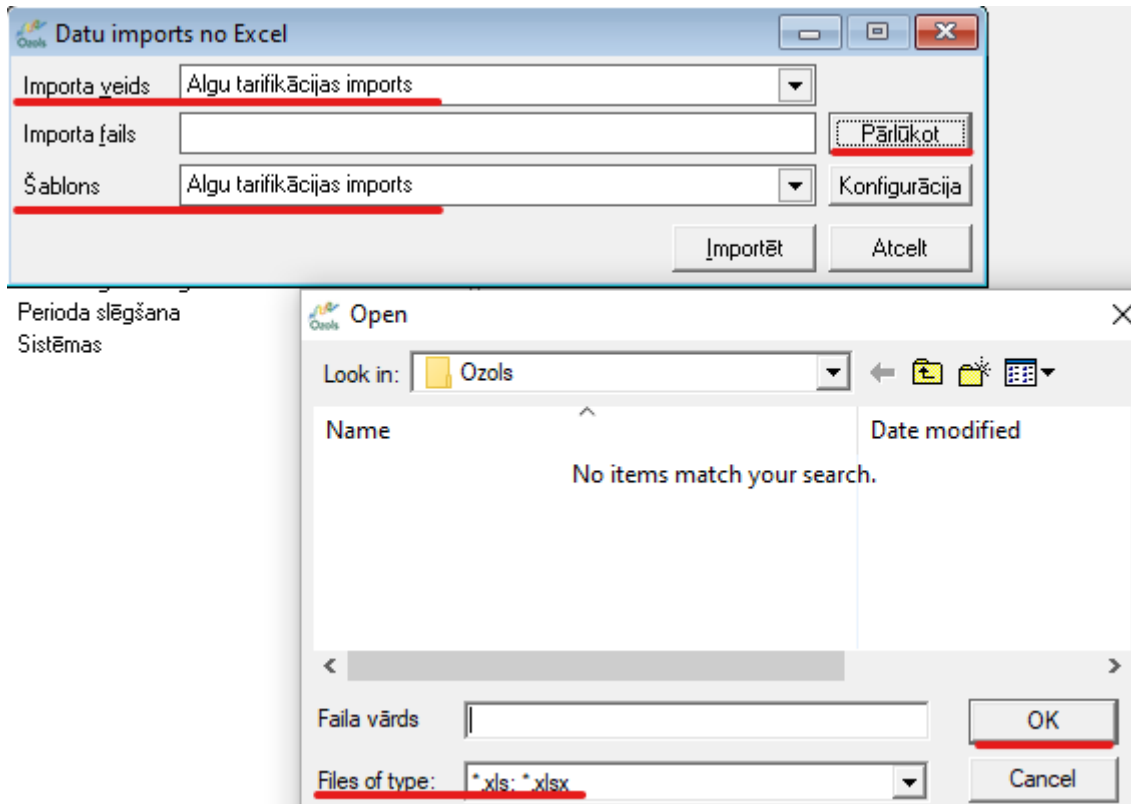 Datu imports no Excel
Importa veids Algu tarifikācijas imports
Importa fails Pārlūkot
Šablons Algu tarifikācijas imports Konfigurācija
Importēt Atcelt
Perioda slēgšana
Sistēmas
Ozols Open
Look in: Ozols
Name Date modified
No items match your search.
Faila vārds OK
Files of type: *.xls; *.xlsx Cancel